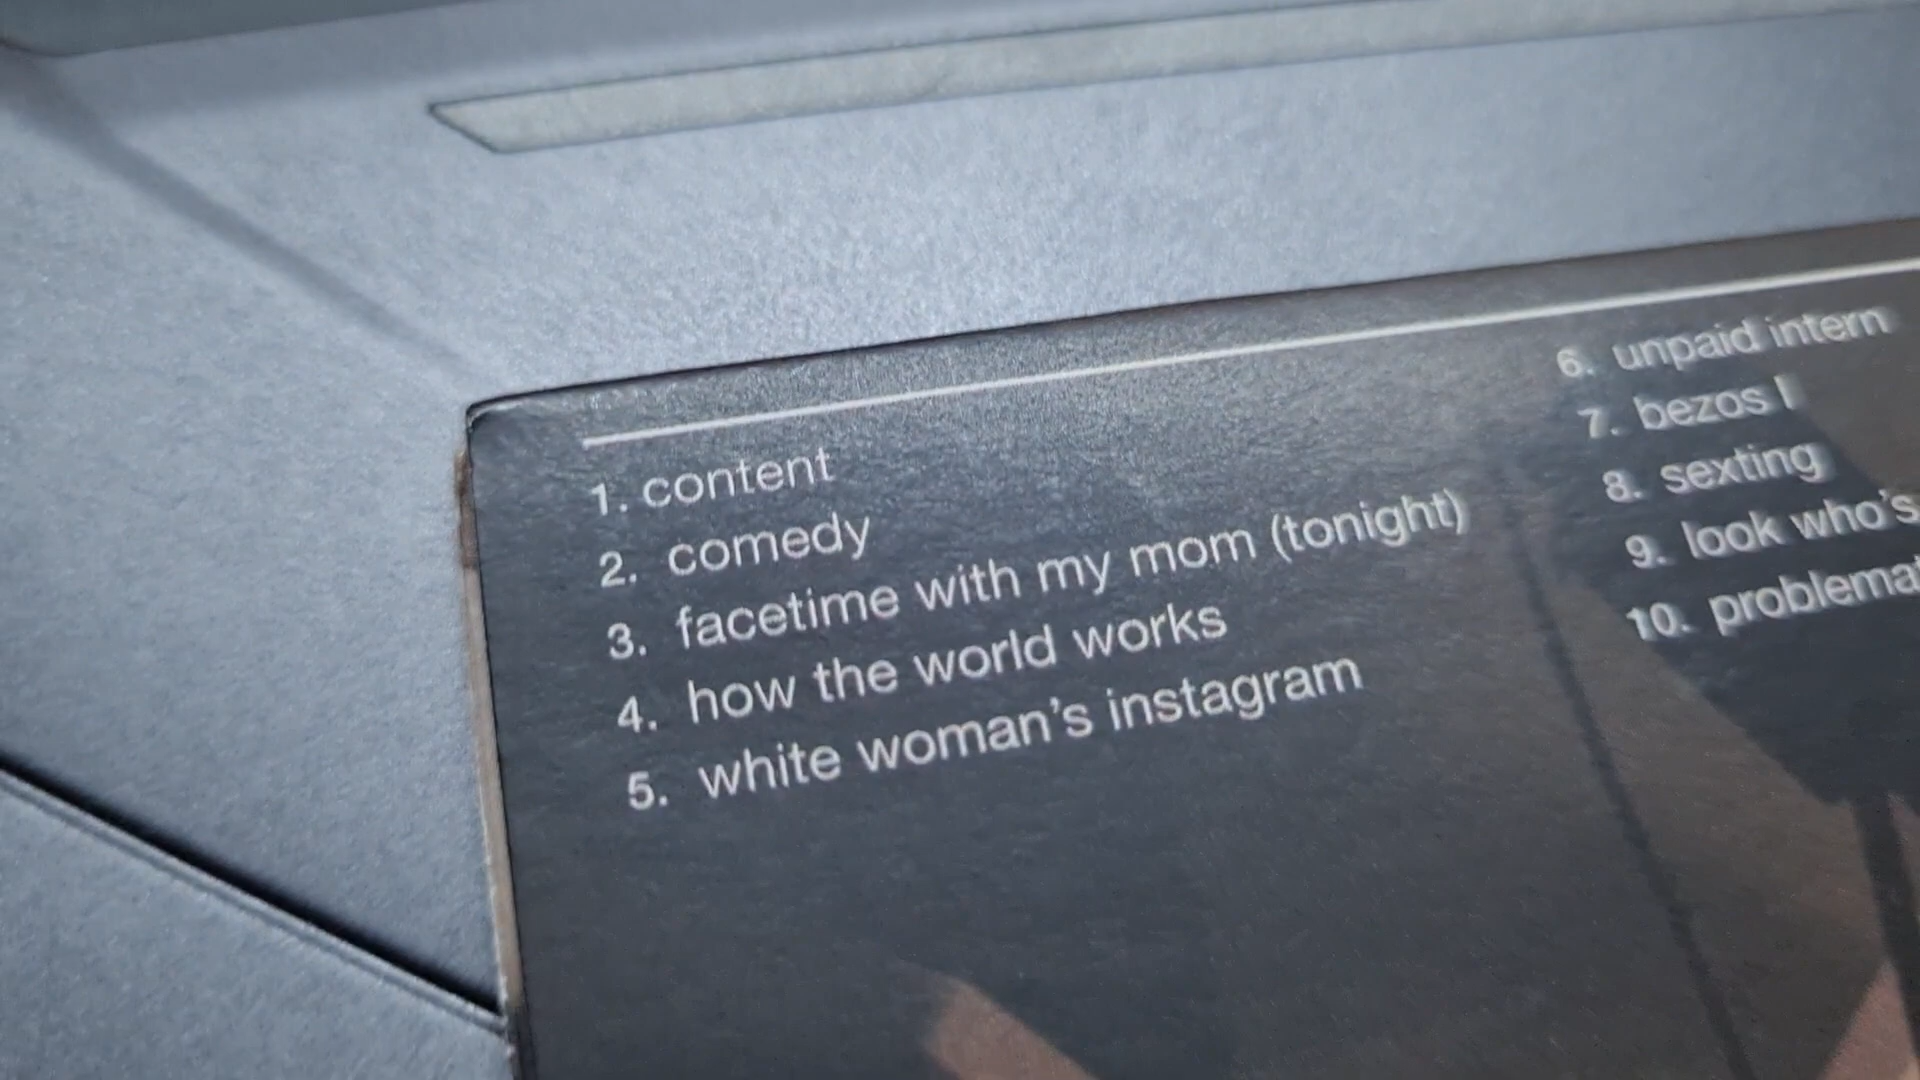 1. content
2. comedy
3. facetime with my mom (tonight)
4. how the world works
5. white woman's instagram
6. unpaid intern
7. bezos I
8. sexting
9. look who's
10.